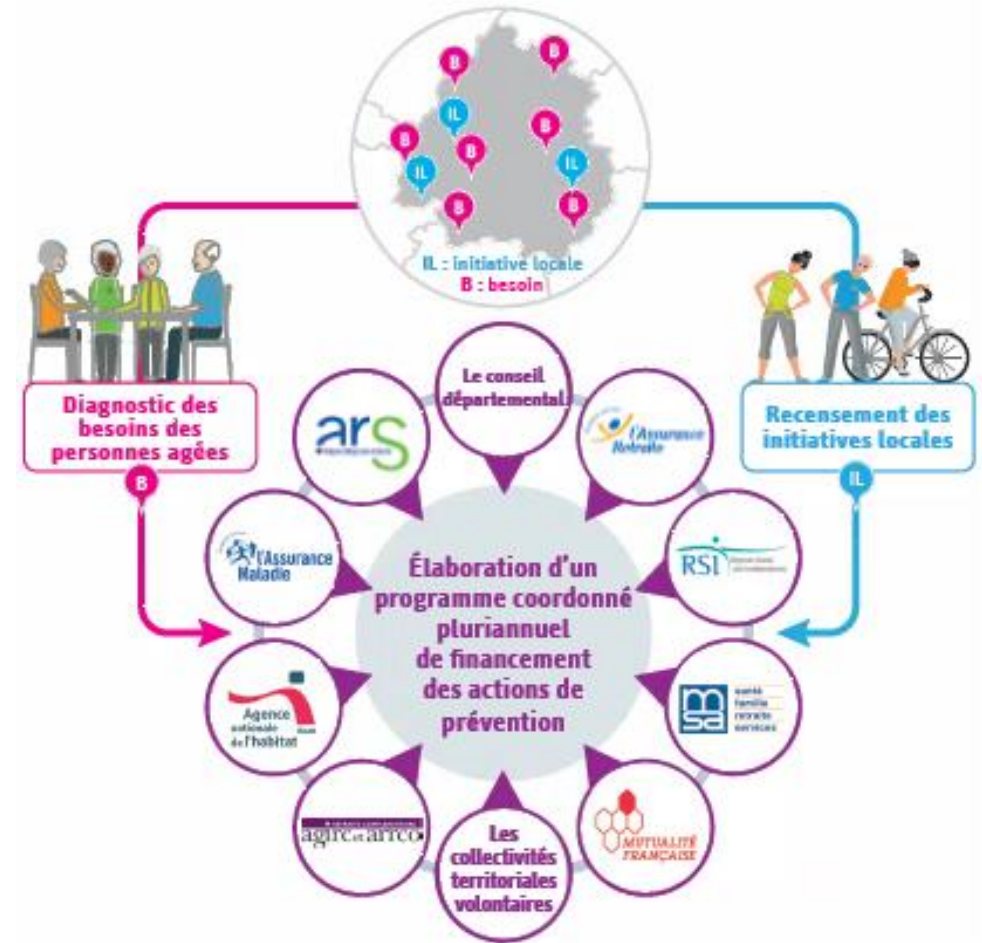 B
B
IL
B
B
B
IL
IL
B
B
IL : initiative locale
B : besoin
Diagnostic des
besoins des
personnes agées
B
Recensement des
initiatives locales
IL
Le conseil
départemental
ars
l'Assurance
Retraite
l'Assurance
Maladie
RSI
Élaboration d'un
programme coordonné
pluriannuel
de financement
des actions de
prévention
Agence
nationale
de l'habitat
msa
santé
famille
retraite
services
agirc et arrco
Les
collectivités
territoriales
volontaires
MUTUALITÉ
FRANÇAISE